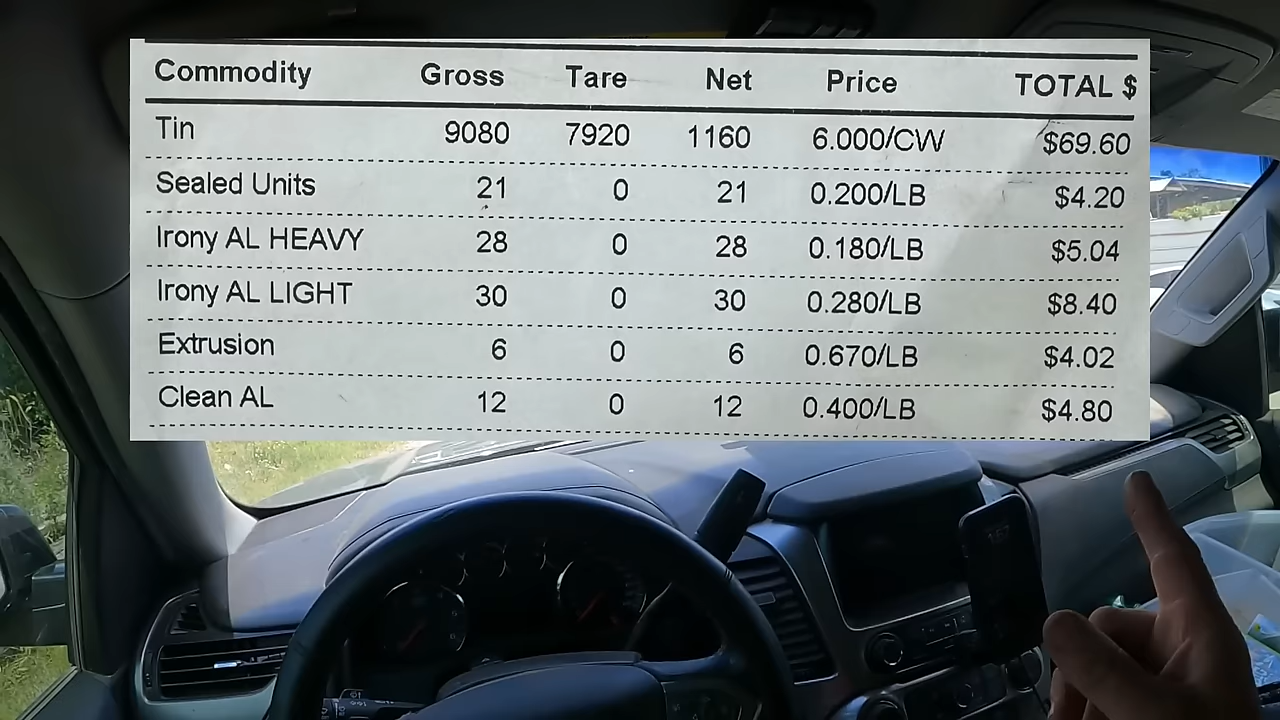 Commodity Gross Tare Net Price TOTAL $
Tin 9080 7920 1160 6.000/CW $69.60
Sealed Units 21 0 21 0.200/LB $4.20
Irony AL HEAVY 28 0 28 0.180/LB $5.04
Irony AL LIGHT 30 0 30 0.280/LB $8.40
Extrusion 6 0 6 0.670/LB $4.02
Clean AL 12 0 12 0.400/LB $4.80